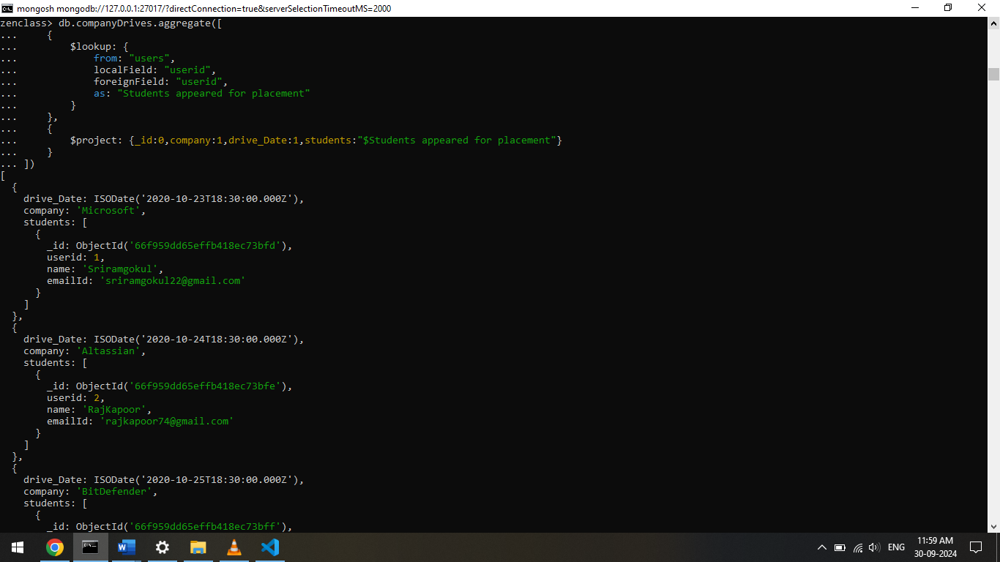 mongosh mongodb://127.0.0.1:27017/?directConnection=true&serverSelectionTimeoutMS=2000
zenclass> db.companyDrives.aggregate([
...     {
...         $lookup: {
...             from: "users",
...             localField: "userid",
...             foreignField: "userid",
...             as: "Students appeared for placement"
...         }
...     },
...     {
...         $project: {_id:0,company:1,drive_Date:1,students:"$Students appeared for placement"}
...     }
... ])
[
  {
    drive_Date: ISODate('2020-10-23T18:30:00.000Z'),
    company: 'Microsoft',
    students: [
      {
        _id: ObjectId('66f959dd65effb418ec73bfd'),
        userid: 1,
        name: 'Sriramgokul',
        emailId: 'sriramgokul22@gmail.com'
      }
    ]
  },
  {
    drive_Date: ISODate('2020-10-24T18:30:00.000Z'),
    company: 'Altassian',
    students: [
      {
        _id: ObjectId('66f959dd65effb418ec73bfe'),
        userid: 2,
        name: 'RajKapoor',
        emailId: 'rajkapoor74@gmail.com'
      }
    ]
  },
  {
    drive_Date: ISODate('2020-10-25T18:30:00.000Z'),
    company: 'BitDefender',
    students: [
      {
        _id: ObjectId('66f959dd65effb418ec73bff'),
ENG
11:59 AM
30-09-2024